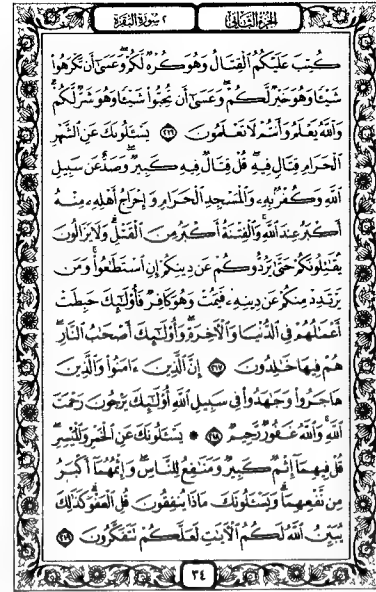 ٢ سورة البقرة
الجزء الثاني
كُتِبَ عَلَيْكُمُ ٱلْقِتَالُ وَهُوَ كُرْهٌ لَّكُمْ وَعَسَىٰٓ أَن تَكْرَهُوا۟
شَيْـًٔا وَهُوَ خَيْرٌ لَّكُمْ وَعَسَىٰٓ أَن تُحِبُّوا۟ شَيْـًٔا وَهُوَ شَرٌّ لَّكُمْ
وَٱللَّهُ يَعْلَمُ وَأَنتُمْ لَا تَعْلَمُونَ ٢١٦ يَسْـَٔلُونَكَ عَنِ ٱلشَّهْرِ
ٱلْحَرَامِ قِتَالٍ فِيهِ قُلْ قِتَالٌ فِيهِ كَبِيرٌ وَصَدٌّ عَن سَبِيلِ
ٱللَّهِ وَكُفْرٌۢ بِهِۦ وَٱلْمَسْجِدِ ٱلْحَرَامِ وَإِخْرَاجُ أَهْلِهِۦ مِنْهُ
أَكْبَرُ عِندَ ٱللَّهِ وَٱلْفِتْنَةُ أَكْبَرُ مِنَ ٱلْقَتْلِ وَلَا يَزَالُونَ
يُقَـٰتِلُونَكُمْ حَتَّىٰ يَرُدُّوكُمْ عَن دِينِكُمْ إِنِ ٱسْتَطَـٰعُوا۟ وَمَن
يَرْتَدِدْ مِنكُمْ عَن دِينِهِۦ فَيَمُتْ وَهُوَ كَافِرٌ فَأُو۟لَـٰٓئِكَ حَبِطَتْ
أَعْمَـٰلُهُمْ فِى ٱلدُّنْيَا وَٱلْـَٔاخِرَةِ وَأُو۟لَـٰٓئِكَ أَصْحَـٰبُ ٱلنَّارِ
هُمْ فِيهَا خَـٰلِدُونَ ٢١٧ إِنَّ ٱلَّذِينَ ءَامَنُوا۟ وَٱلَّذِينَ
هَاجَرُوا۟ وَجَـٰهَدُوا۟ فِى سَبِيلِ ٱللَّهِ أُو۟لَـٰٓئِكَ يَرْجُونَ رَحْمَتَ
ٱللَّهِ وَٱللَّهُ غَفُورٌ رَّحِيمٌ ٢١٨ ۞ يَسْـَٔلُونَكَ عَنِ ٱلْخَمْرِ وَٱلْمَيْسِرِ
قُلْ فِيهِمَآ إِثْمٌ كَبِيرٌ وَمَنَـٰفِعُ لِلنَّاسِ وَإِثْمُهُمَآ أَكْبَرُ
مِن نَّفْعِهِمَا وَيَسْـَٔلُونَكَ مَاذَا يُنفِقُونَ قُلِ ٱلْعَفْوَ كَذَٰلِكَ
يُبَيِّنُ ٱللَّهُ لَكُمُ ٱلْـَٔايَـٰتِ لَعَلَّكُمْ تَتَفَكَّرُونَ ٢١٩
٣٤